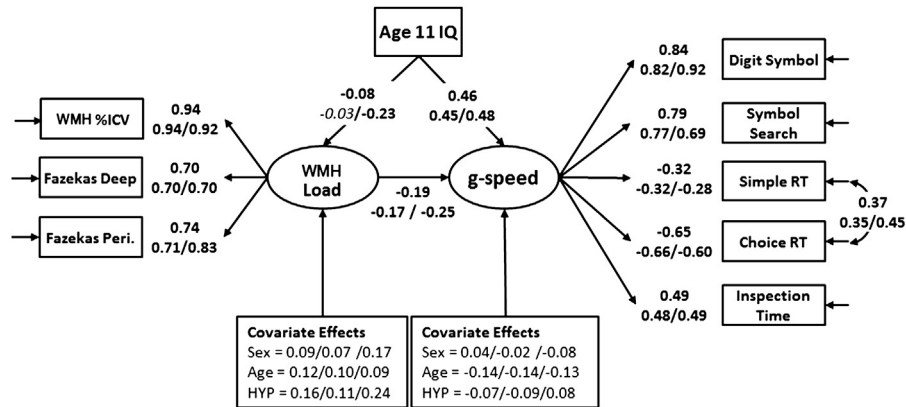 Age 11 IQ
-0.08
-0.03/-0.23
0.46
0.45/0.48
WMH %ICV
0.94
0.94/0.92
Fazekas Deep
0.70
0.70/0.70
Fazekas Peri.
0.74
0.71/0.83
WMH
Load
-0.19
-0.17 / -0.25
g-speed
0.84
0.82/0.92
Digit Symbol
0.79
0.77/0.69
Symbol
Search
-0.32
-0.32/-0.28
Simple RT
-0.65
-0.66/-0.60
Choice RT
0.37
0.35/0.45
0.49
0.48/0.49
Inspection
Time
Covariate Effects
Sex = 0.09/0.07 /0.17
Age = 0.12/0.10/0.09
HYP = 0.16/0.11/0.24
Covariate Effects
Sex = 0.04/-0.02 /-0.08
Age = -0.14/-0.14/-0.13
HYP = -0.07/-0.09/0.08